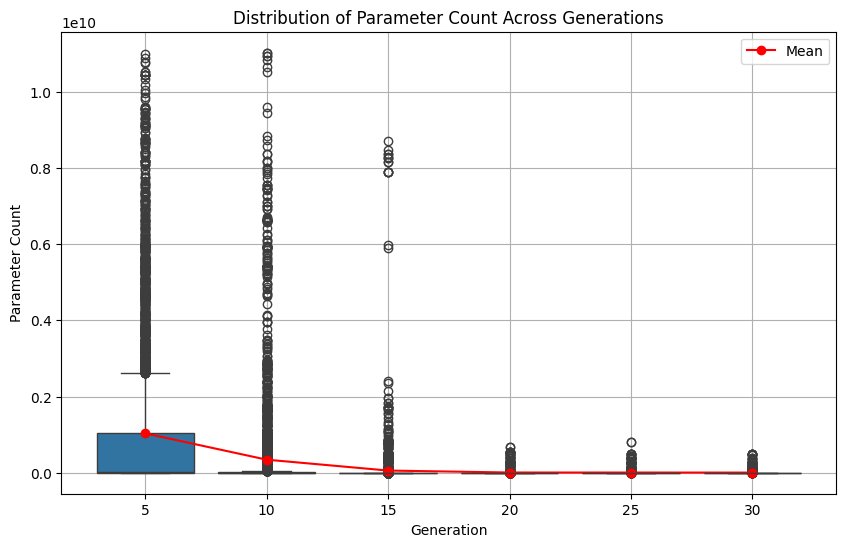 Distribution of Parameter Count Across Generations
1e10
Mean
1.0
0.8
0.6
0.4
0.2
0.0
Parameter Count
5 10 15 20 25 30
Generation